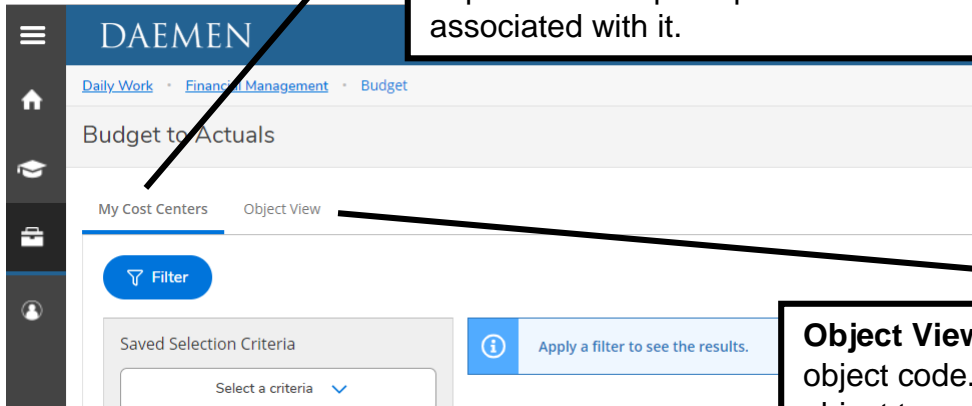 associated with it.
DAEMEN
Daily Work • Financial Management • Budget
Budget to Actuals
My Cost Centers Object View
Filter
Saved Selection Criteria
Apply a filter to see the results.
Select a criteria
Object View
object code.